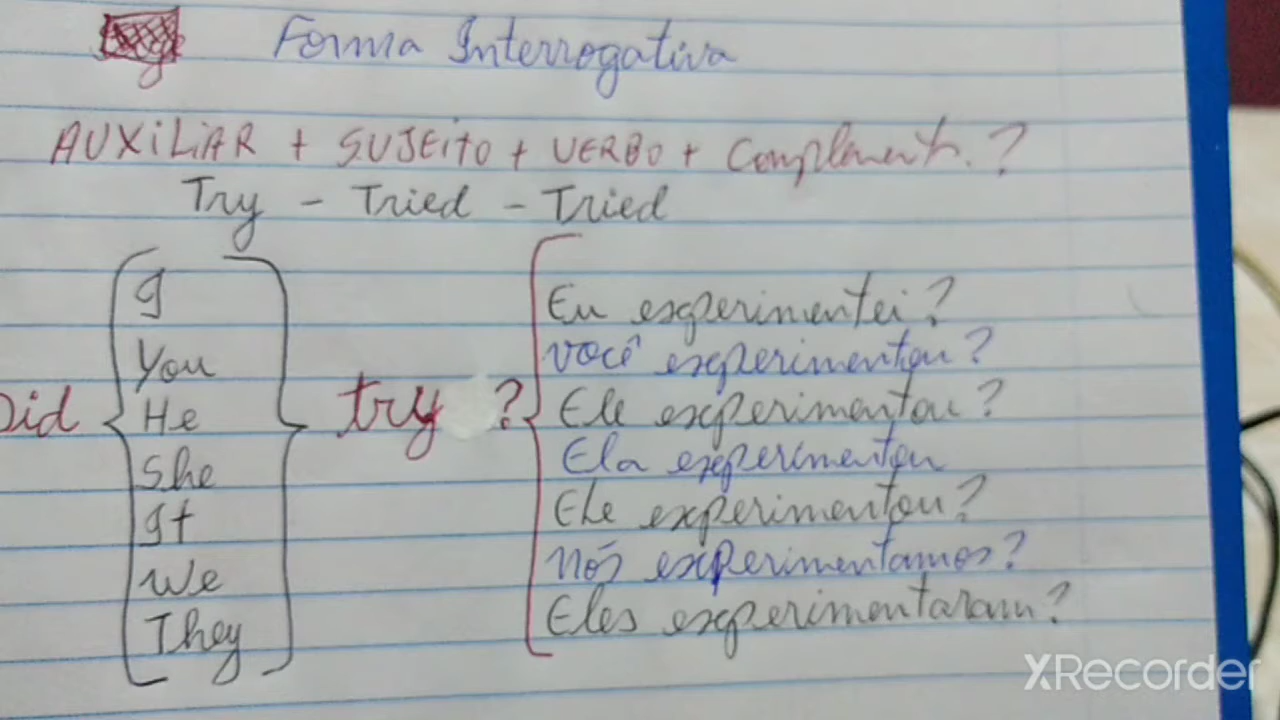 Forma Interrogativa
AUXILIAR + SUJEITO + VERBO + Complement. ?
Try - Tried - Tried
I
You
Did He try ?
She
It
We
They
Eu experimentei?
você experimentou?
Ele experimentou?
Ela experimentou
Ele experimentou?
nós experimentamos?
Eles experimentaram?
XRecorder